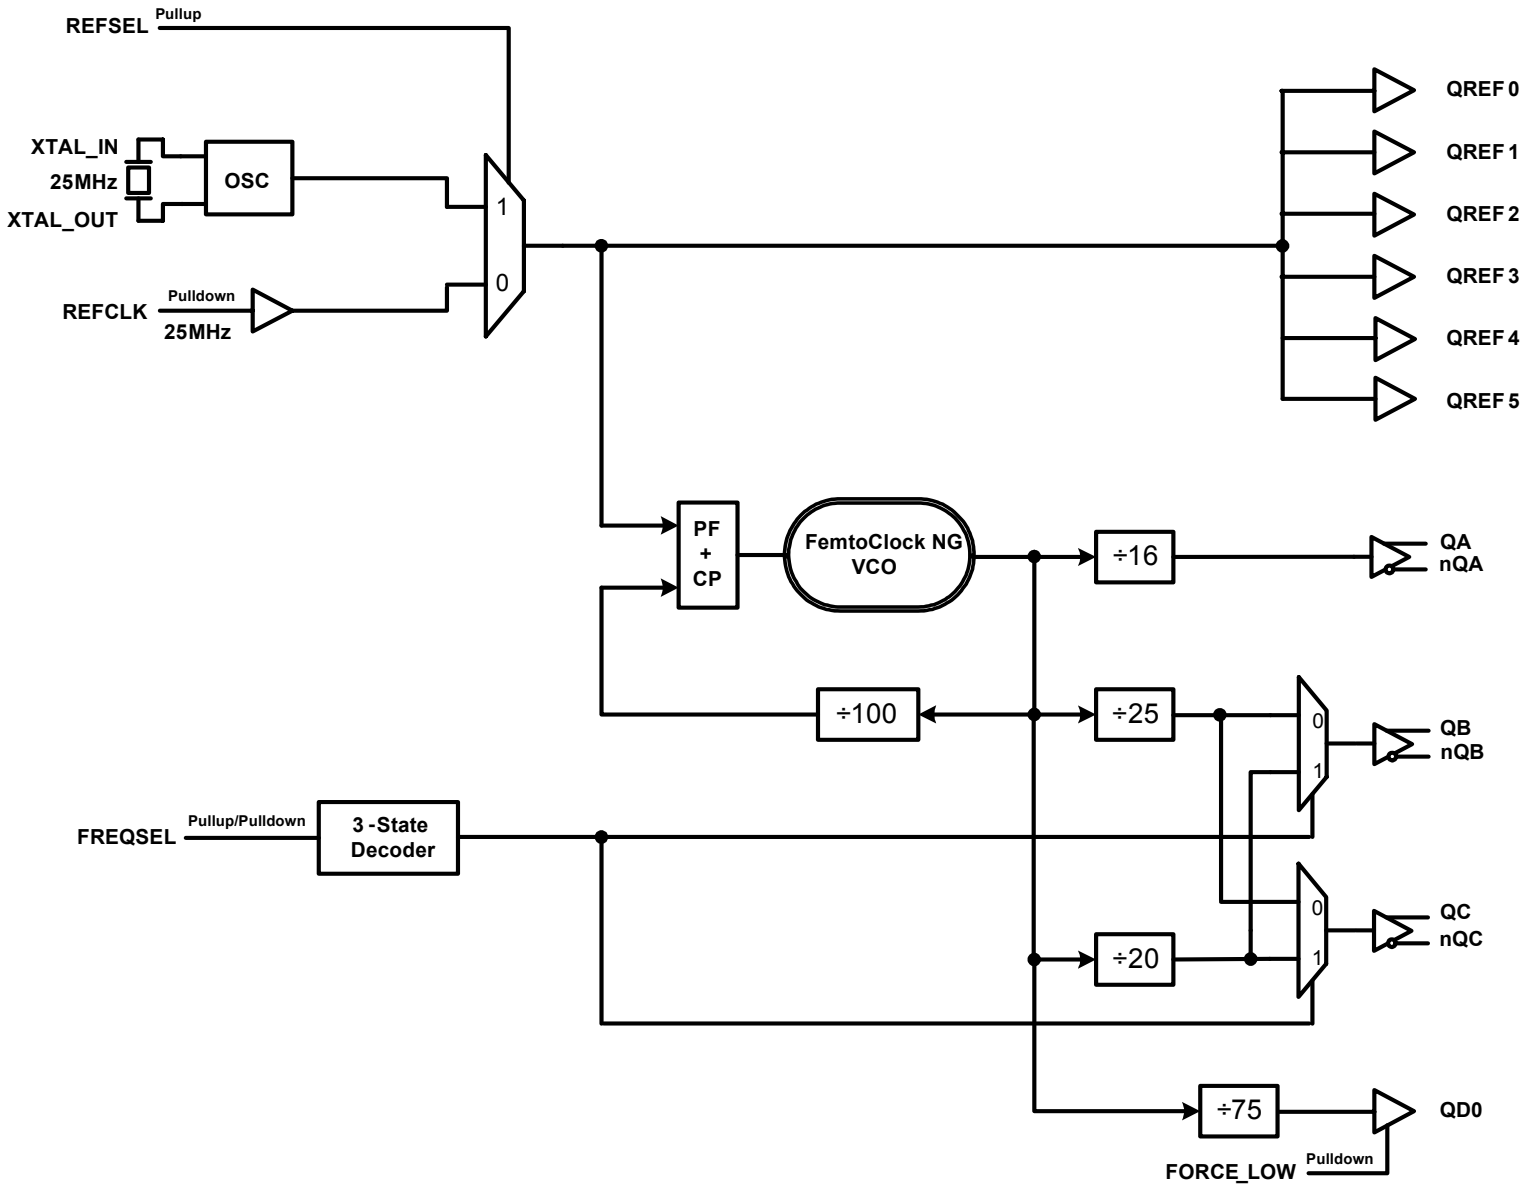 REFSEL Pullup
XTAL_IN
25MHz
XTAL_OUT
OSC
1
0
REFCLK Pulldown
25MHz
QREF 0
QREF 1
QREF 2
QREF 3
QREF 4
QREF 5
PF
+
CP
FemtoClock NG
VCO
÷16
QA
nQA
÷100
÷25
0
1
QB
nQB
FREQSEL Pullup/Pulldown
3 -State
Decoder
÷20
0
1
QC
nQC
÷75
QD0
FORCE_LOW Pulldown